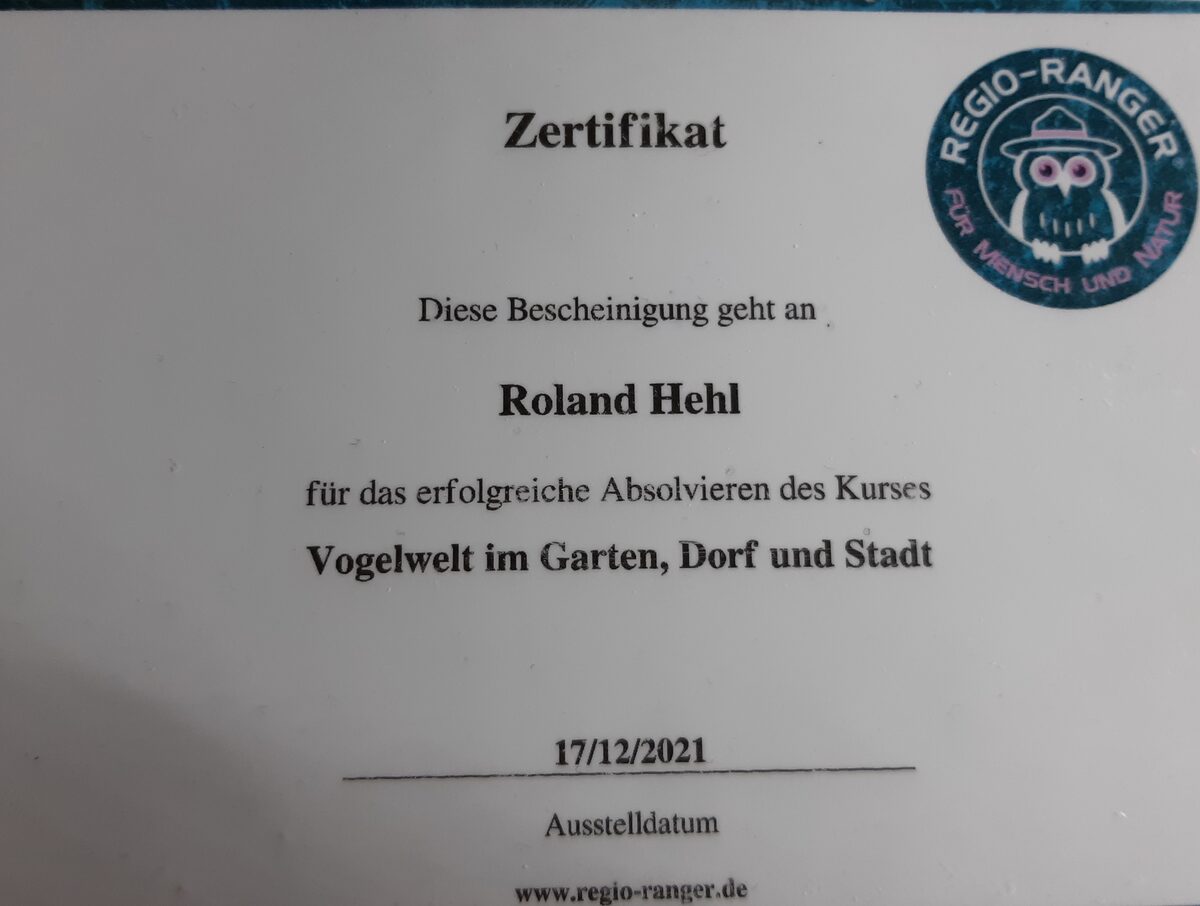 REGIO-RANGER®
FÜR MENSCH UND NATUR
Zertifikat
Diese Bescheinigung geht an
Roland Hehl
für das erfolgreiche Absolvieren des Kurses
Vogelwelt im Garten, Dorf und Stadt
17/12/2021
Ausstelldatum
www.regio-ranger.de